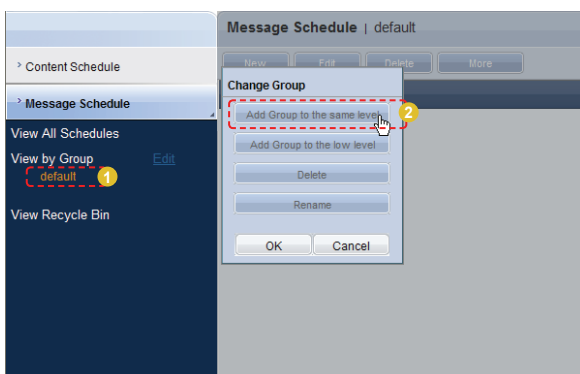 Message Schedule | default
Content Schedule
New Edit Delete More
Change Group
Message Schedule
Add Group to the same level
2
View All Schedules
Add Group to the low level
View by Group Edit
default 1
Delete
Rename
View Recycle Bin
OK Cancel